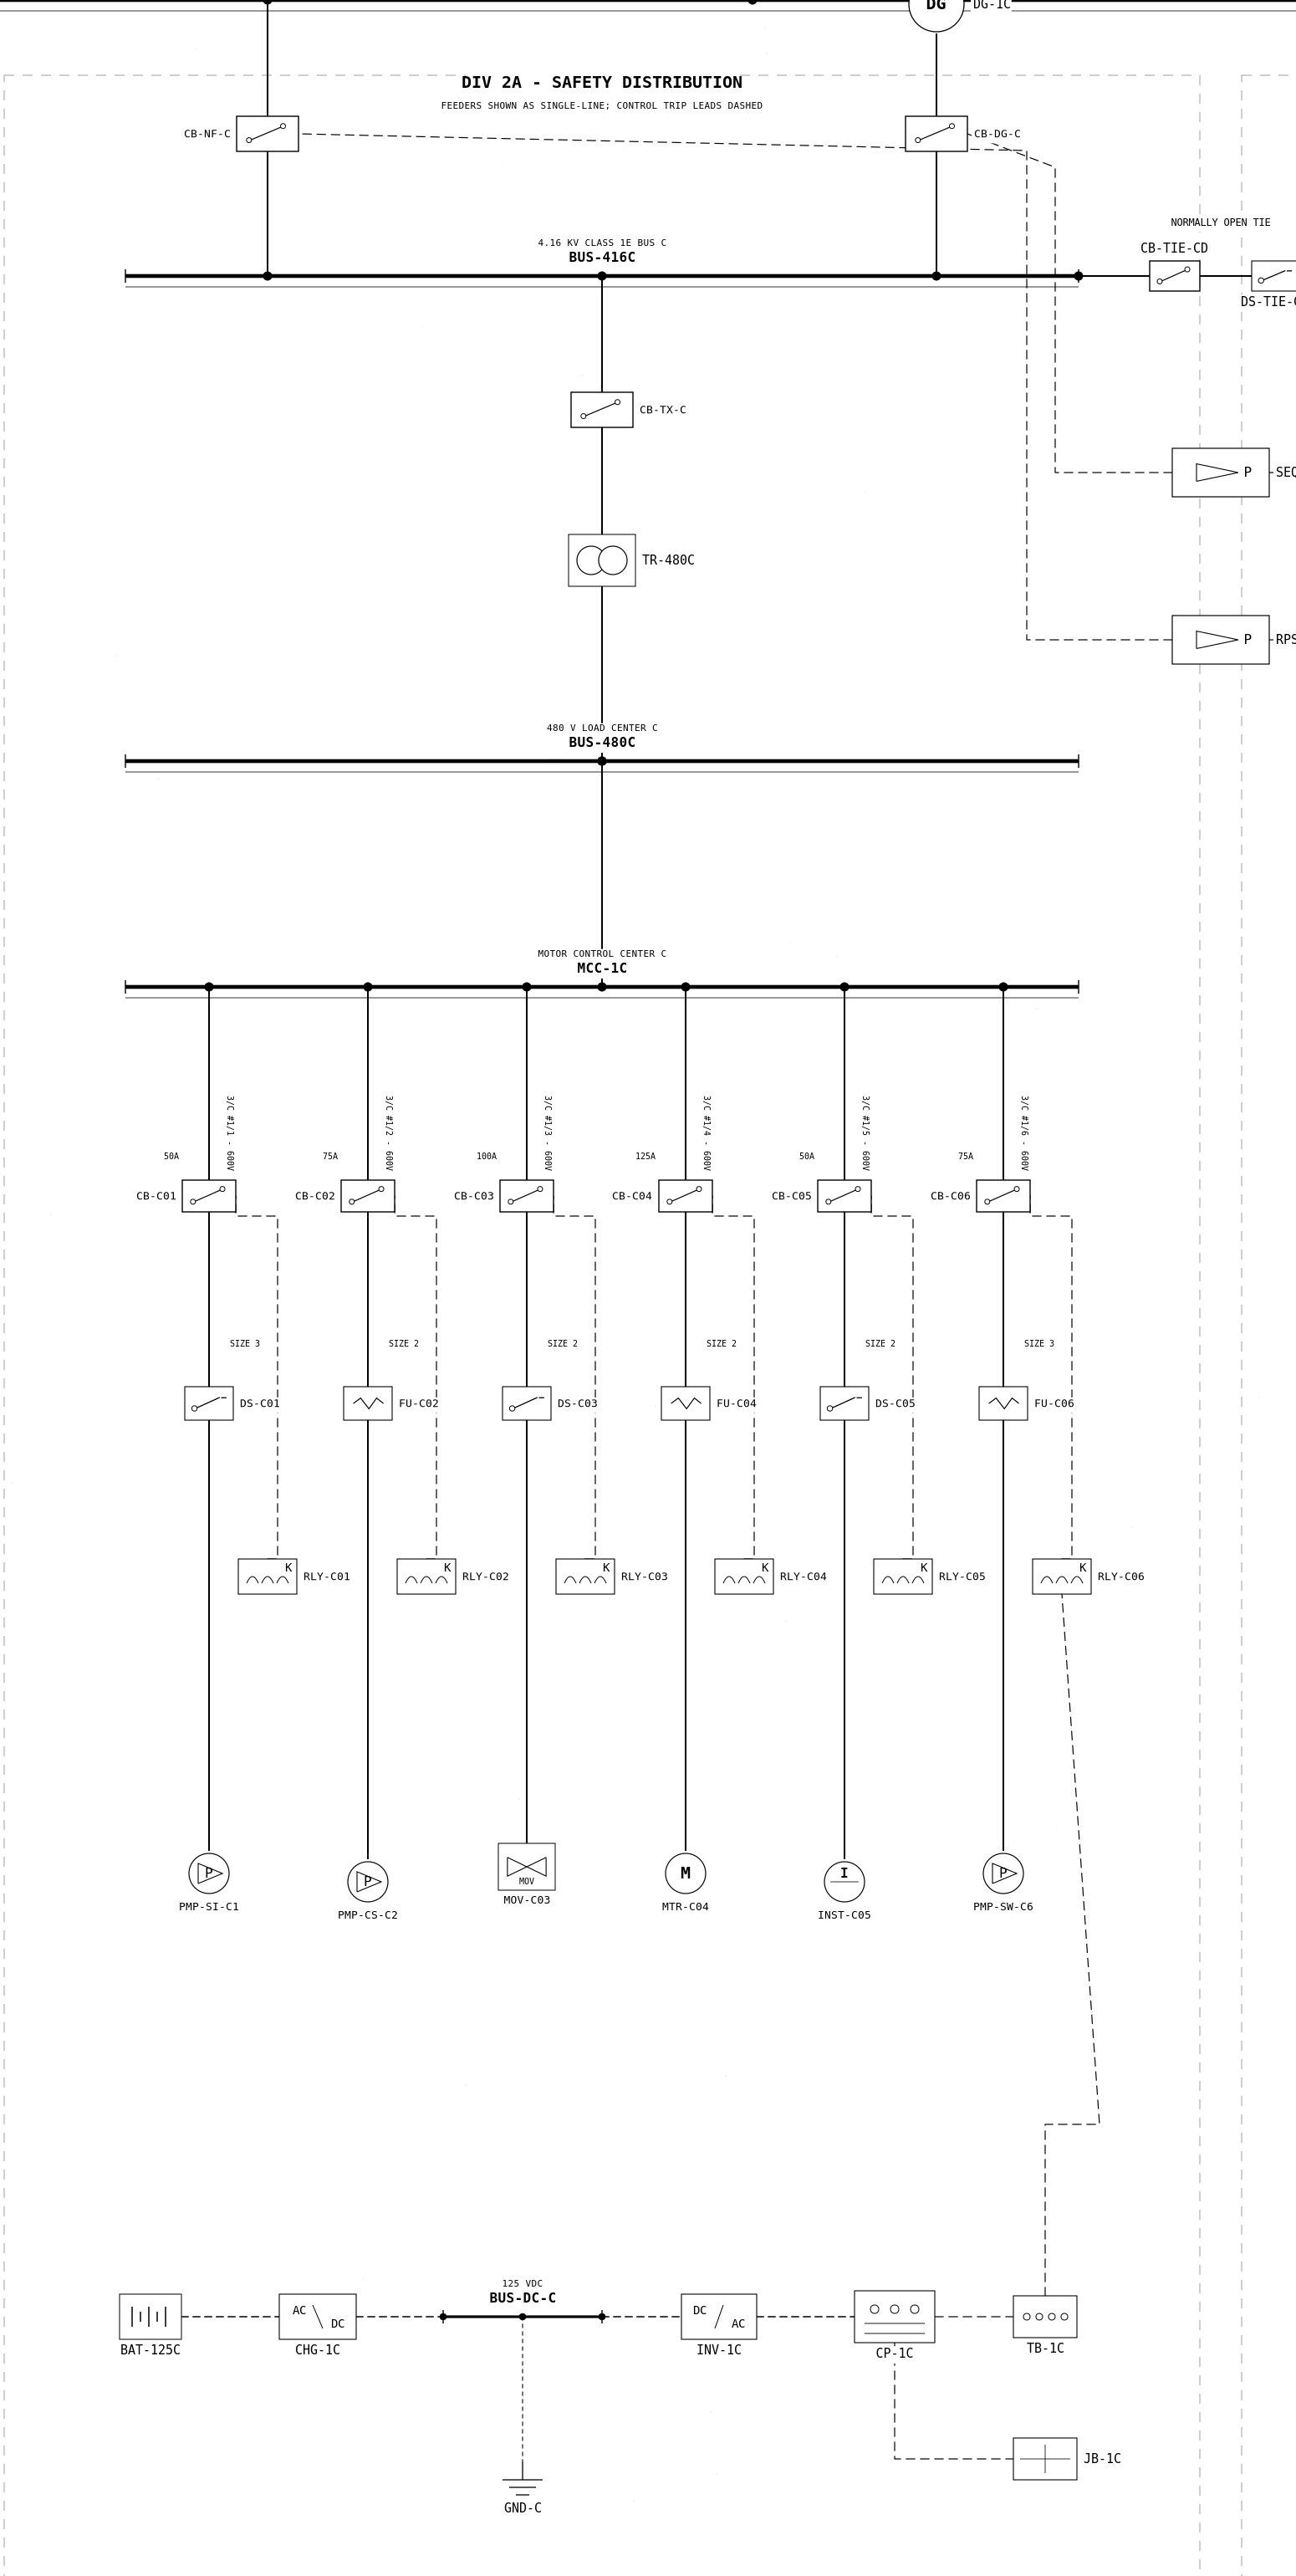 DG
DG-1C
DIV 2A - SAFETY DISTRIBUTION
FEEDERS SHOWN AS SINGLE-LINE; CONTROL TRIP LEADS DASHED
CB-NF-C
CB-DG-C
NORMALLY OPEN TIE
4.16 KV CLASS 1E BUS C
BUS-416C
CB-TIE-CD
CB-TX-C
P
TR-480C
P
480 V LOAD CENTER C
BUS-480C
MOTOR CONTROL CENTER C
MCC-1C
3/C #1/1 - 600V
3/C #1/2 - 600V
3/C #1/3 - 600V
3/C #1/4 - 600V
3/C #1/5 - 600V
3/C #1/6 - 600V
50A
75A
100A
125A
50A
75A
CB-C01
CB-C02
CB-C03
CB-C04
CB-C05
CB-C06
SIZE 3
SIZE 2
SIZE 2
SIZE 2
SIZE 2
SIZE 3
DS-C01
FU-C02
DS-C03
FU-C04
DS-C05
FU-C06
K
K
K
K
K
K
RLY-C01
RLY-C02
RLY-C03
RLY-C04
RLY-C05
RLY-C06
P
P
MOV
M
I
P
PMP-SI-C1
PMP-CS-C2
MOV-C03
MTR-C04
INST-C05
PMP-SW-C6
125 VDC
BUS-DC-C
AC
DC
DC
AC
BAT-125C
CHG-1C
INV-1C
CP-1C
TB-1C
JB-1C
GND-C